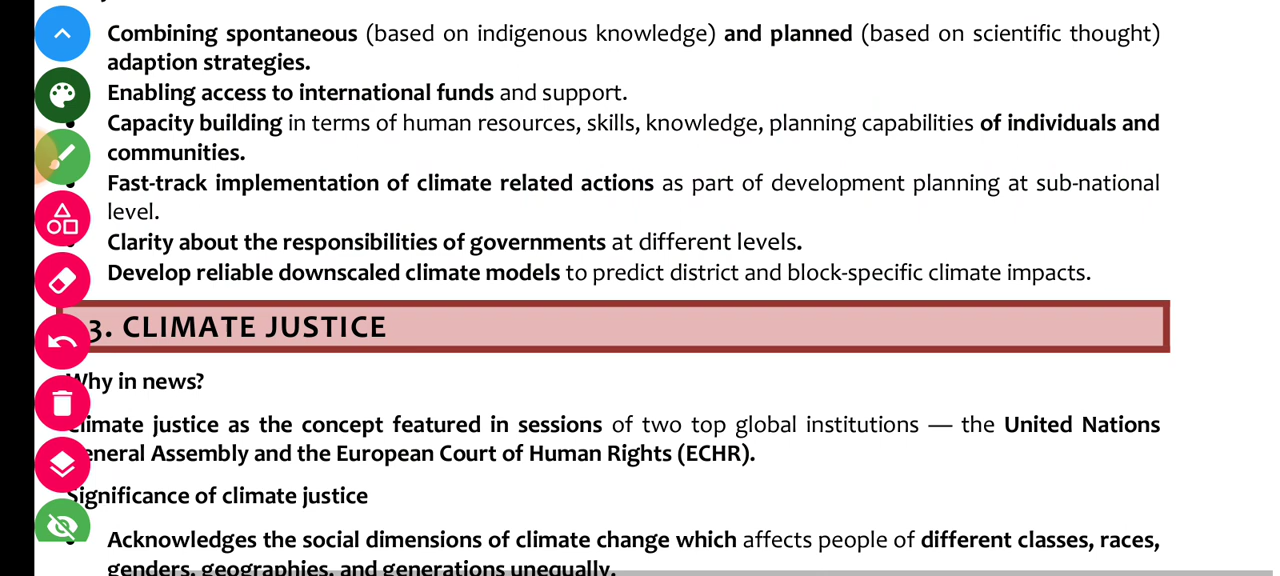 Combining spontaneous (based on indigenous knowledge) and planned (based on scientific thought)
adaption strategies.
Enabling access to international funds and support.
Capacity building in terms of human resources, skills, knowledge, planning capabilities of individuals and
communities.
Fast-track implementation of climate related actions as part of development planning at sub-national
level.
Clarity about the responsibilities of governments at different levels.
Develop reliable downscaled climate models to predict district and block-specific climate impacts.
3. CLIMATE JUSTICE
Why in news?
Climate justice as the concept featured in sessions of two top global institutions — the United Nations
General Assembly and the European Court of Human Rights (ECHR).
Significance of climate justice
Acknowledges the social dimensions of climate change which affects people of different classes, races,
genders, geographies, and generations unequally.